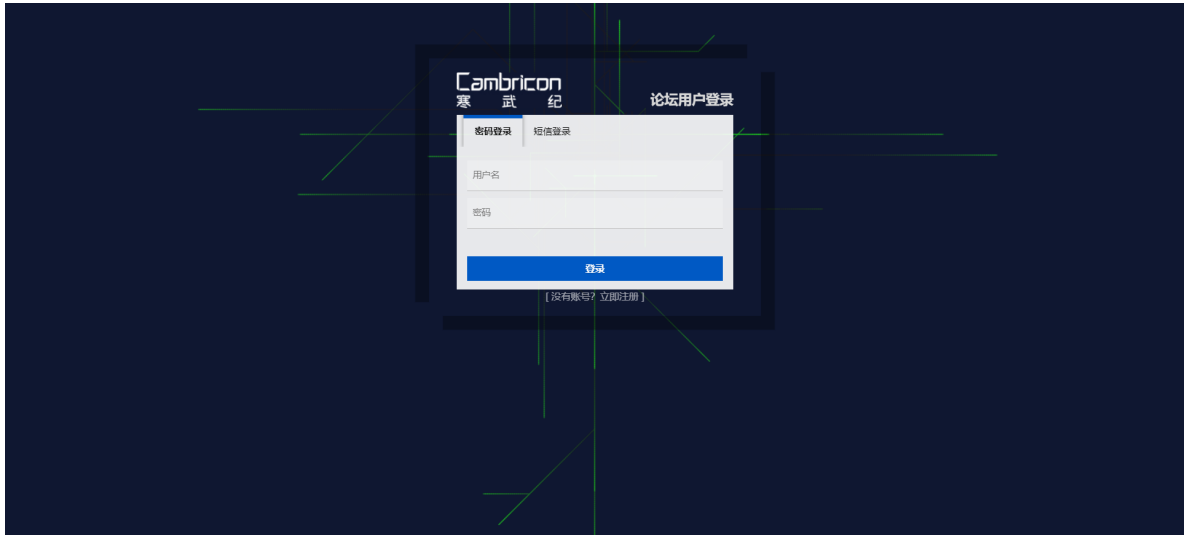 Cambricon
寒武纪
论坛用户登录
密码登录 短信登录
用户名
密码
登录
[ 没有账号? 立即注册 ]